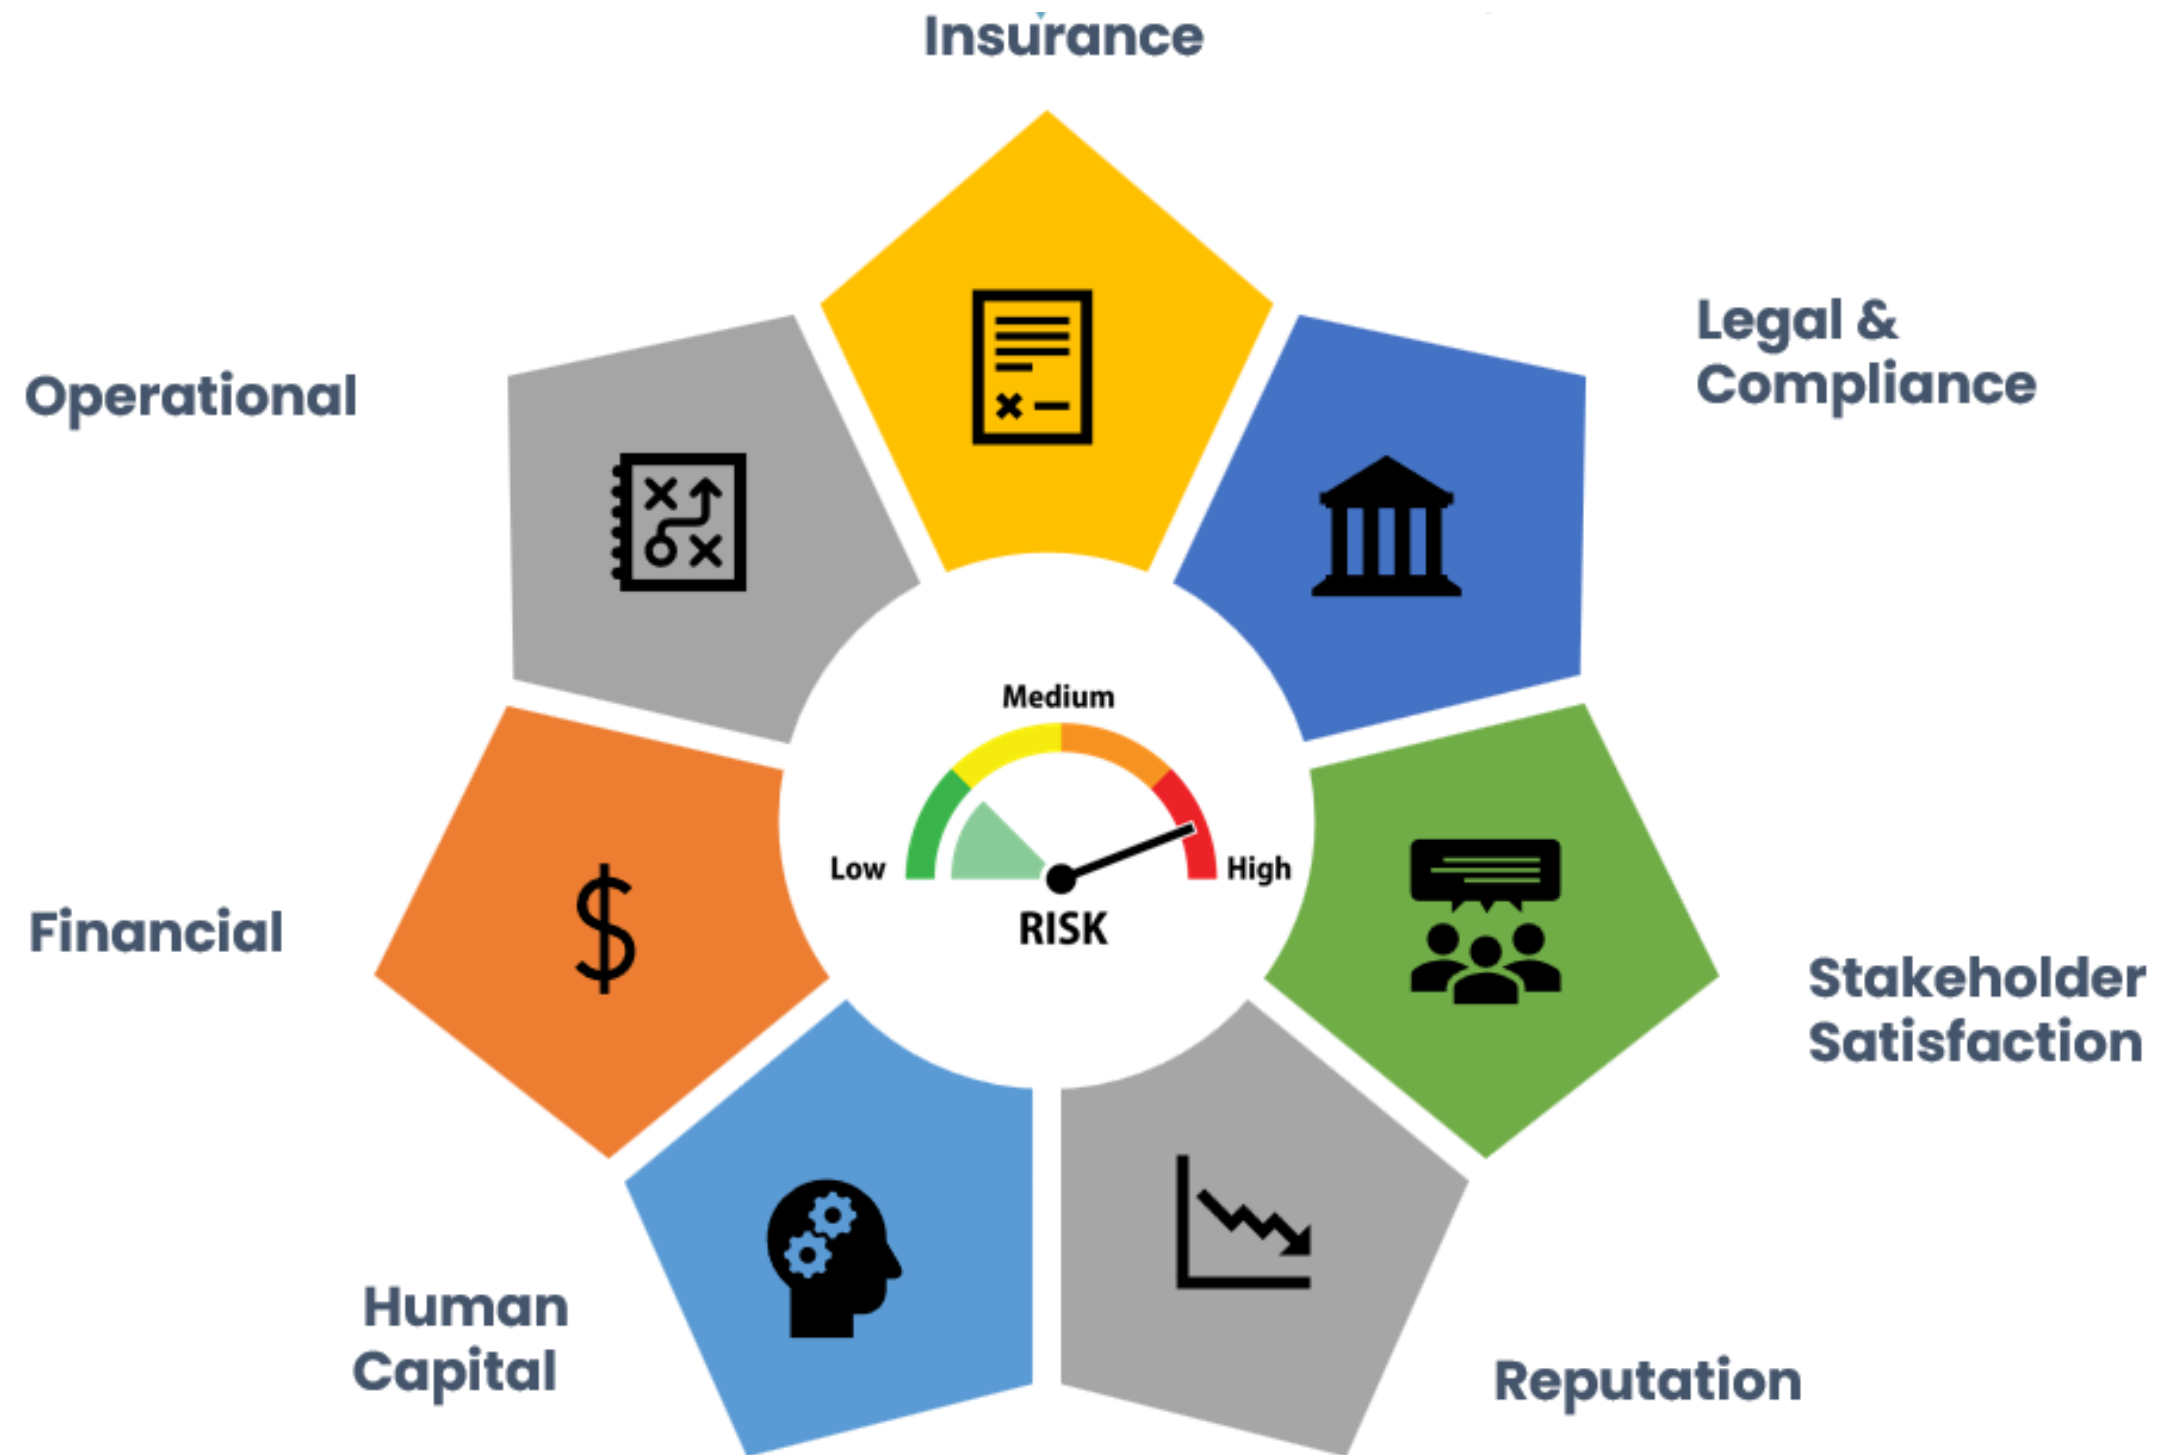 Insurance
Legal &
Compliance
Operational
Medium
Low
High
RISK
Financial
Stakeholder
Satisfaction
Human
Capital
Reputation